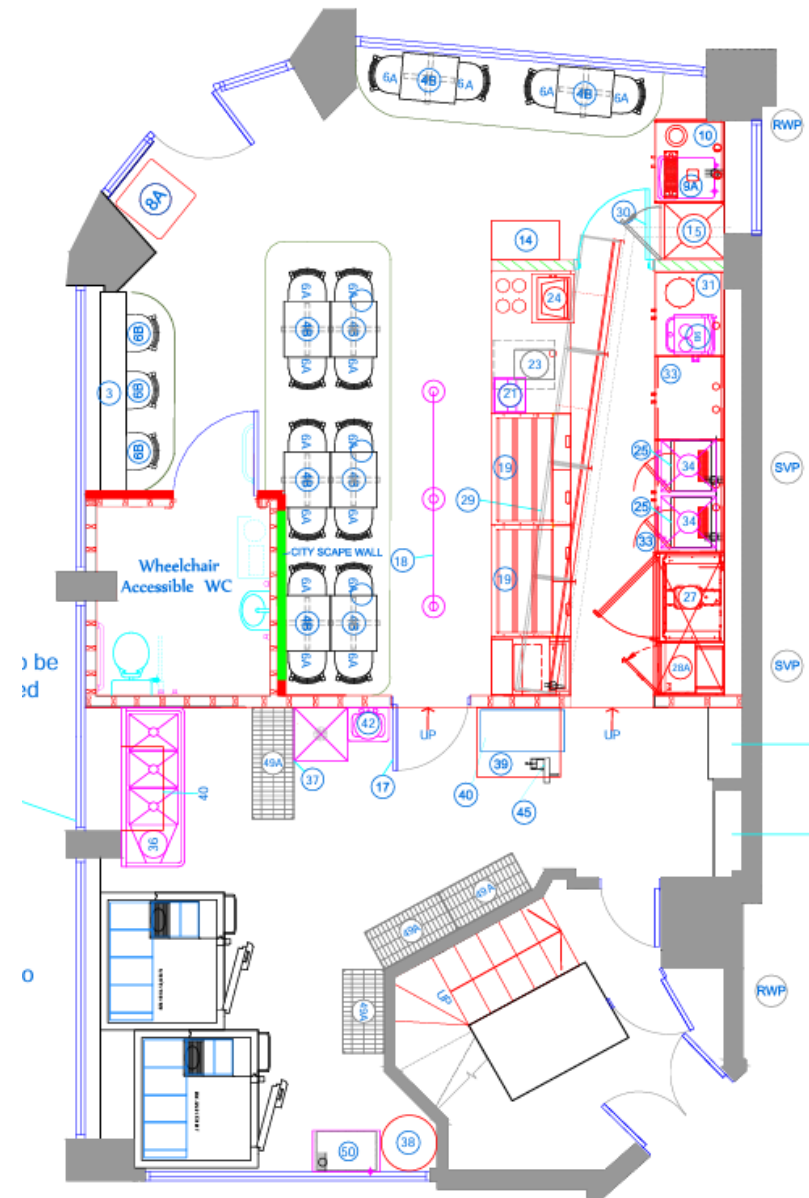 6A
4B
6A
6A
4B
6A
10
RWP
9A
8A
30
15
14
31
6A
6A
4B
4B
6A
6A
24
6B
3
6B
6B
23
21
33
6A
6A
4B
4B
6A
6A
19
29
25
34
SVP
25
34
33
CITY SCAPE WALL
18
Wheelchair
Accessible WC
6A
6A
4B
4B
6A
6A
19
27
28A
SVP
o be
ed
UP
UP
42
49A
37
17
39
40
45
40
36
49A
49A
49A
UP
o
RWP
50
38